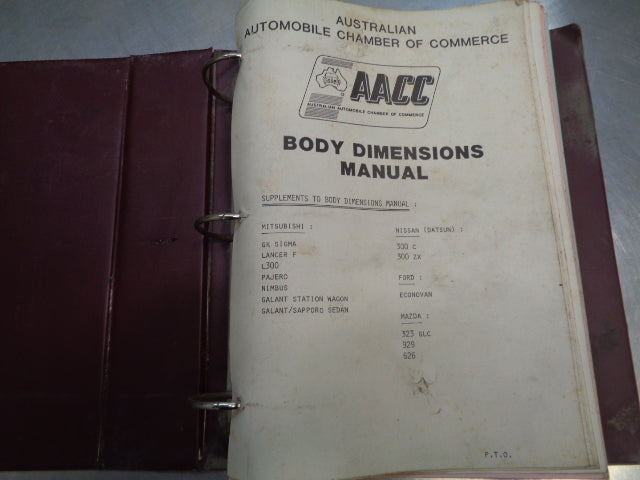 AUSTRALIAN
AUTOMOBILE CHAMBER OF COMMERCE
AACC
AUSTRALIAN AUTOMOBILE CHAMBER OF COMMERCE
BODY DIMENSIONS
MANUAL
SUPPLEMENTS TO BODY DIMENSIONS MANUAL :
MITSUBISHI :
GK SIGMA
LANCER F
L300
PAJERO
NIMBUS
GALANT STATION WAGON
GALANT/SAPPORO SEDAN
NISSAN (DATSUN) :
300 C
300 ZX
FORD :
ECONOVAN
MAZDA :
323 GLC
929
626
P.T.O.